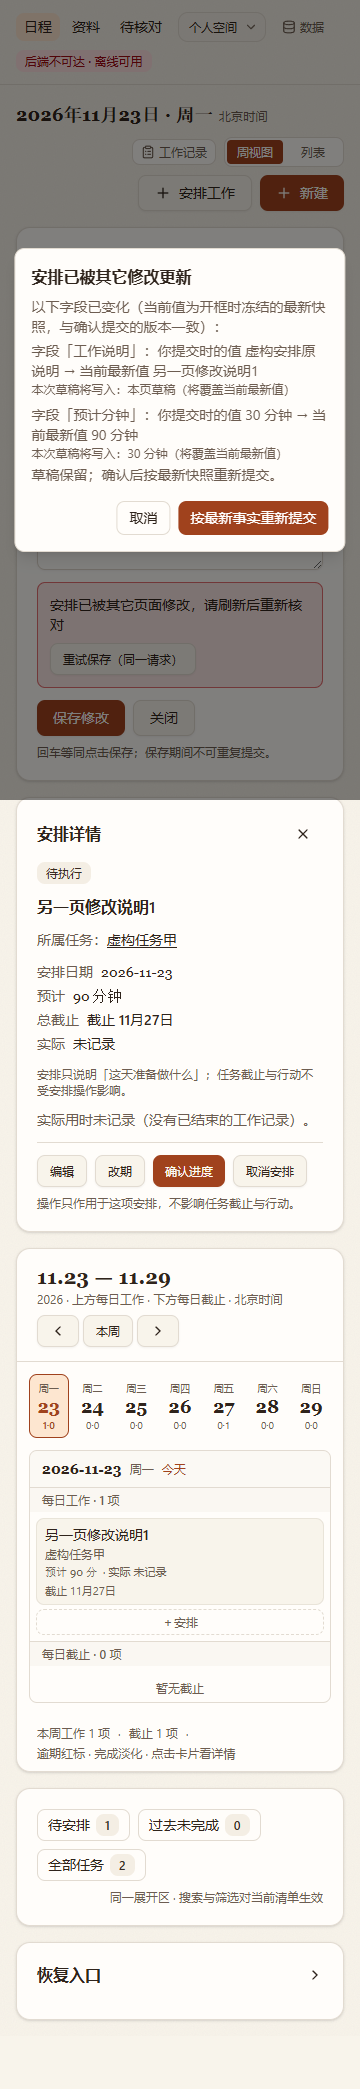 日程 资料 待核对 个人空间 数据
后端不可达 · 离线可用
2026年11月23日 · 周一 北京时间
工作记录 周视图 列表
安排工作 新建
安排已被其它修改更新
以下字段已变化（当前值为开框时冻结的最新快
照，与确认提交的版本一致）：
字段「工作说明」：你提交时的值 虚构安排原
说明 → 当前最新值 另一页修改说明1
本次草稿将写入：本页草稿（将覆盖当前最新值）
字段「预计分钟」：你提交时的值 30 分钟 → 当
前最新值 90 分钟
本次草稿将写入：30 分钟（将覆盖当前最新值）
草稿保留；确认后按最新快照重新提交。
取消 按最新事实重新提交
安排已被其它页面修改，请刷新后重新核
对
重试保存（同一请求）
保存修改 关闭
回车等同点击保存；保存期间不可重复提交。
安排详情
待执行
另一页修改说明1
所属任务：虚构任务甲
安排日期 2026-11-23
预计 90 分钟
总截止 截止 11月27日
实际 未记录
安排只说明「这天准备做什么」；任务截止与行动不
受安排操作影响。
实际用时未记录（没有已结束的工作记录）。
编辑 改期 确认进度 取消安排
操作只作用于这项安排，不影响任务截止与行动。
11.23 — 11.29
2026 · 上方每日工作 · 下方每日截止 · 北京时间
本周
周一 周二 周三 周四 周五 周六 周日
23 24 25 26 27 28 29
1·0 0·0 0·0 0·0 0·1 0·0 0·0
2026-11-23 周一 今天
每日工作 · 1 项
另一页修改说明1
虚构任务甲
预计 90 分 · 实际 未记录
截止 11月27日
+ 安排
每日截止 · 0 项
暂无截止
本周工作 1 项 · 截止 1 项 ·
逾期红标 · 完成淡化 · 点击卡片看详情
待安排 1 过去未完成 0
全部任务 2
同一展开区 · 搜索与筛选对当前清单生效
恢复入口